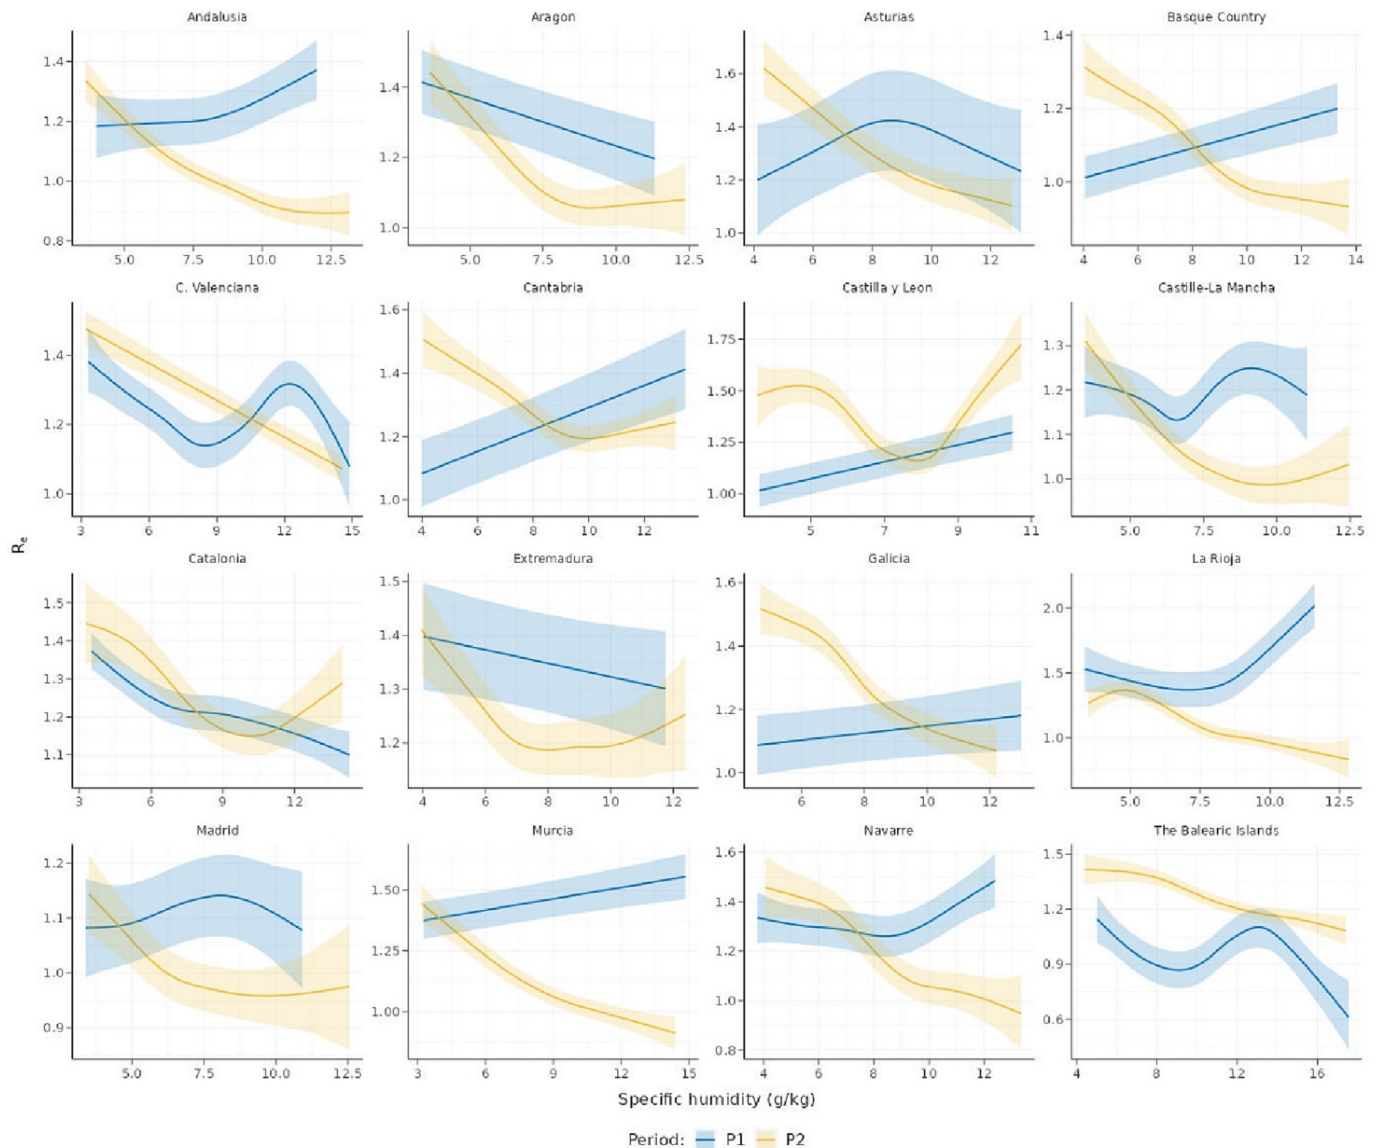 Andalusia Aragon Asturias Basque Country
1.4 1.2 1.0 0.8
5.0 7.5 10.0 12.5
1.4 1.2 1.0
5.0 7.5 10.0 12.5
1.6 1.4 1.2 1.0
4 6 8 10 12
1.4 1.2 1.0
4 6 8 10 12 14
C. Valenciana Cantabria Castilla y Leon Castille-La Mancha
1.4 1.2 1.0
3 6 9 12 15
1.6 1.4 1.2 1.0
4 6 8 10 12
1.75 1.50 1.25 1.00
5 7 9 11
1.3 1.2 1.1 1.0
5.0 7.5 10.0 12.5
Re
Catalonia Extremadura Galicia La Rioja
1.5 1.4 1.3 1.2 1.1
3 6 9 12
1.5 1.4 1.3 1.2
4 6 8 10 12
1.6 1.4 1.2 1.0
6 8 10 12
2.0 1.5 1.0
5.0 7.5 10.0 12.5
Madrid Murcia Navarre The Balearic Islands
1.2 1.1 1.0 0.9
5.0 7.5 10.0 12.5
1.50 1.25 1.00
3 6 9 12 15
1.6 1.4 1.2 1.0 0.8
4 6 8 10 12
1.5 1.2 0.9 0.6
4 8 12 16
Specific humidity (g/kg)
Period: P1 P2